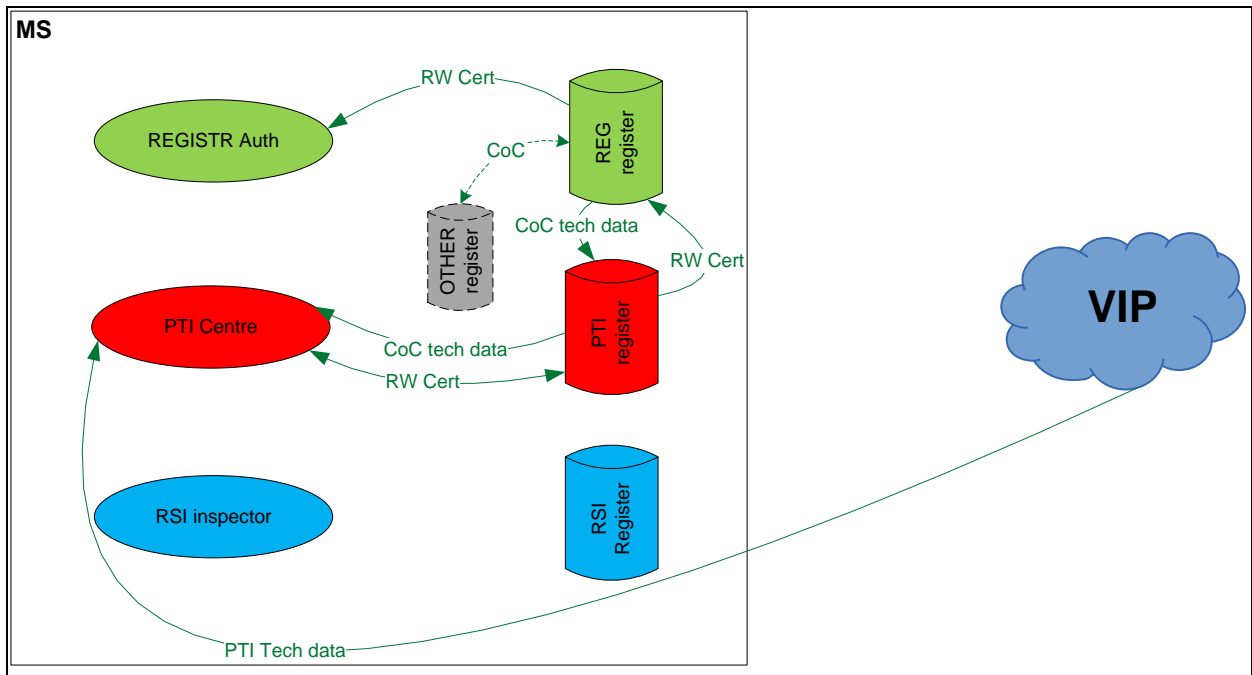 MS
RW Cert
REGISTR Auth
REG
register
CoC
OTHER
register
CoC tech data
RW Cert
PTI Centre
PTI
register
CoC tech data
RW Cert
VIP
RSI inspector
RSI
Register
PTI Tech data